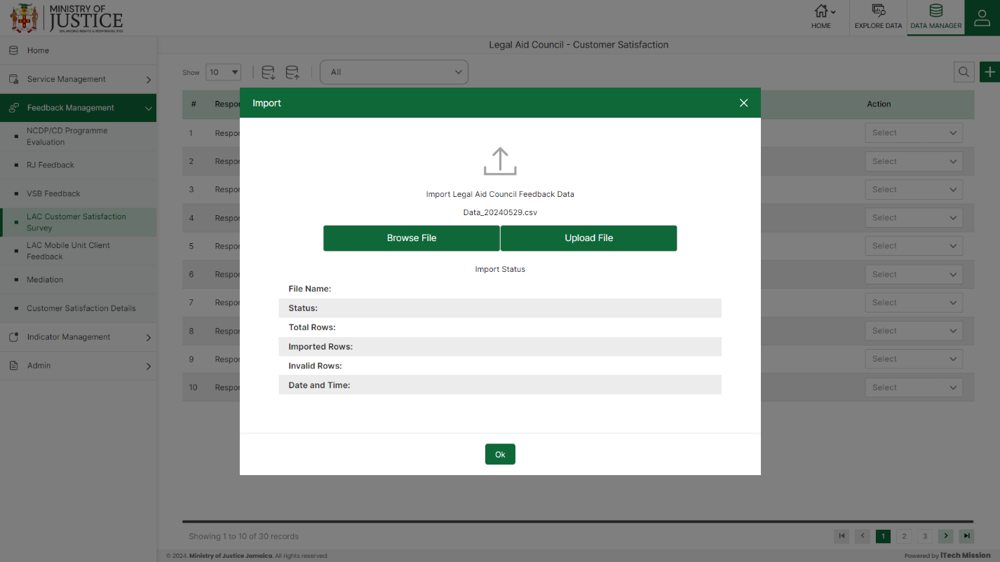 MINISTRY OF
JUSTICE
BALANCING RIGHTS & RESPONSIBILITIES
HOME
EXPLORE DATA
DATA MANAGER
Home
Service Management
Feedback Management
NCDP/CD Programme
Evaluation
RJ Feedback
VSB Feedback
LAC Customer Satisfaction
Survey
LAC Mobile Unit Client
Feedback
Mediation
Customer Satisfaction Details
Indicator Management
Admin
Legal Aid Council - Customer Satisfaction
Show 10 All
# Respo Action
1 Respo Select
2 Respo Select
3 Respo Select
4 Respo Select
5 Respo Select
6 Respo Select
7 Respo Select
8 Respo Select
9 Respo Select
10 Respo Select
Import
Import Legal Aid Council Feedback Data
Data_20240529.csv
Browse File Upload File
Import Status
File Name:
Status:
Total Rows:
Imported Rows:
Invalid Rows:
Date and Time:
Ok
Showing 1 to 10 of 30 records
1 2 3
© 2024. Ministry of Justice Jamaica. All rights reserved.
Powered by iTech Mission